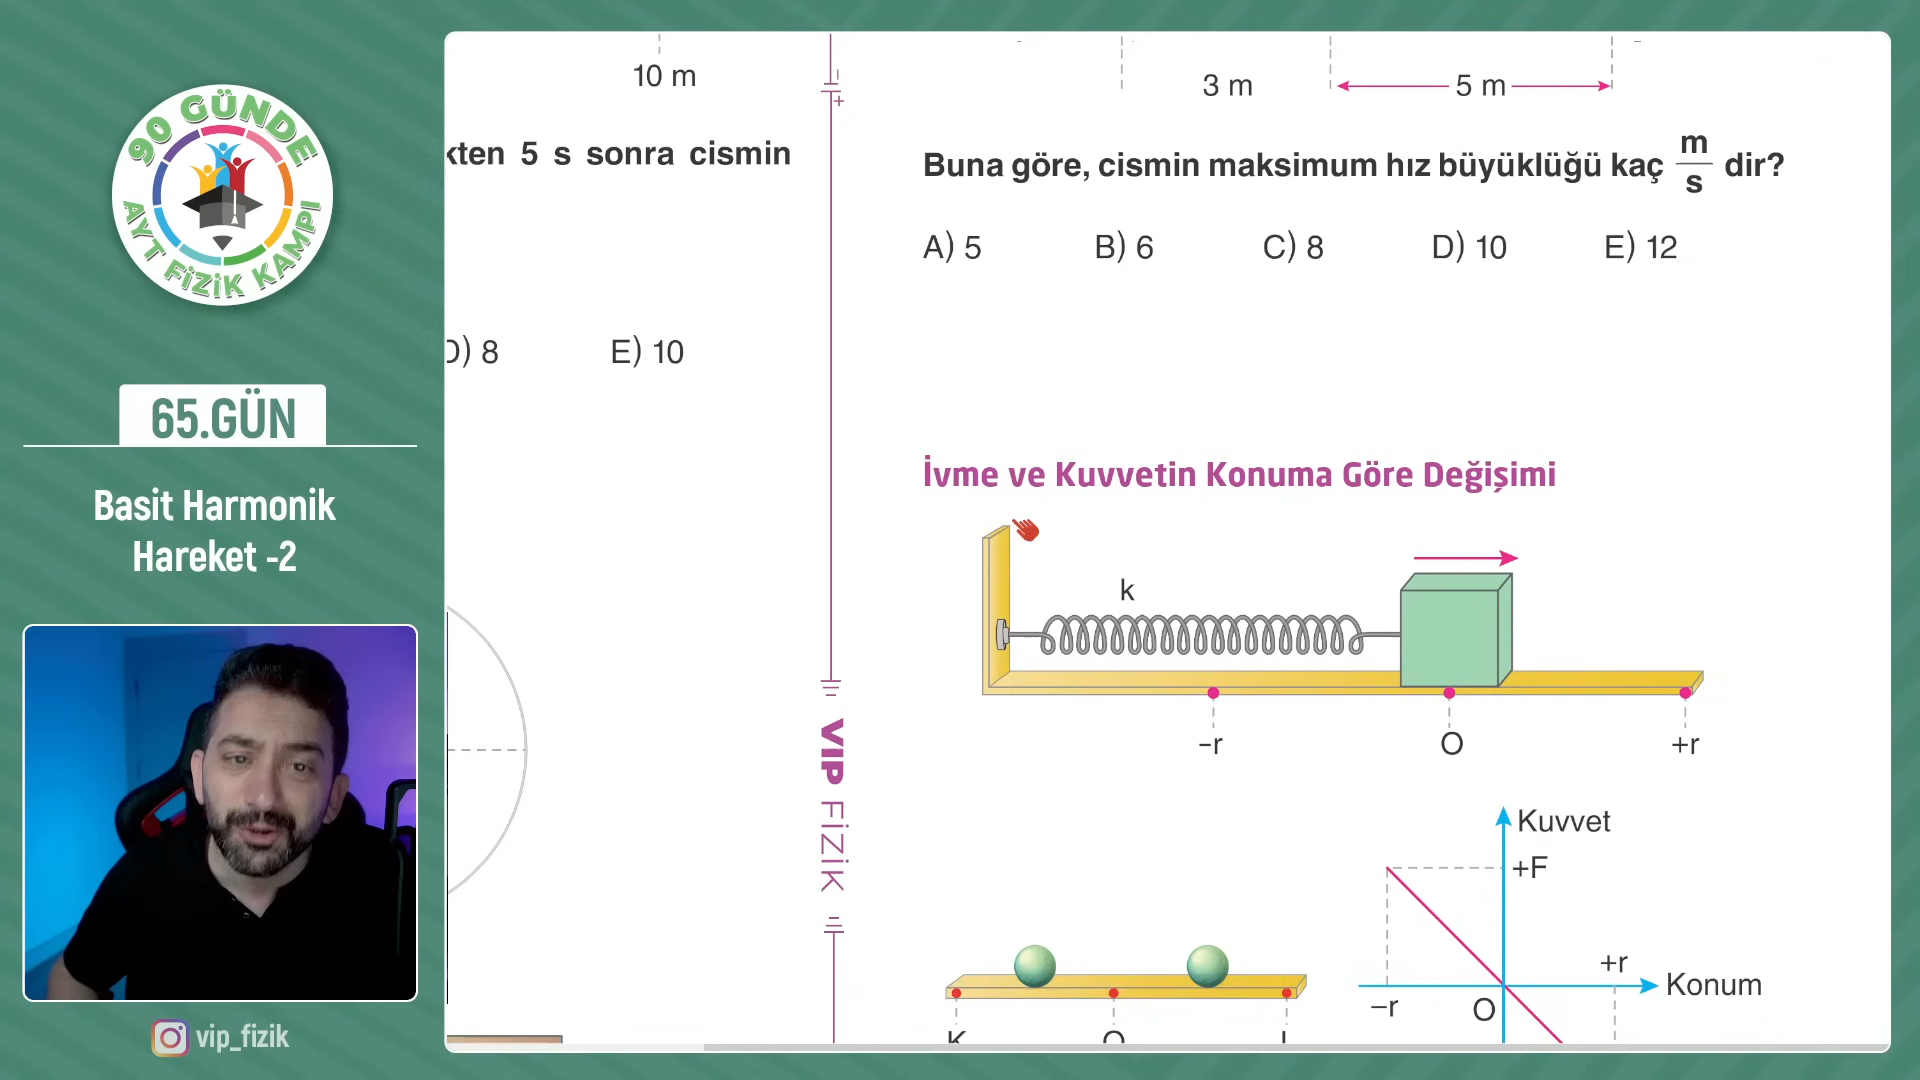 90 GÜNDE
AYT FİZİK KAMPI
65.GÜN
Basit Harmonik
Hareket -2
vip_fizik
10 m
kten 5 s sonra cismin
D) 8 E) 10
VIP FİZİK
3 m 5 m
Buna göre, cismin maksimum hız büyüklüğü kaç m/s dir?
A) 5 B) 6 C) 8 D) 10 E) 12
İvme ve Kuvvetin Konuma Göre Değişimi
k
–r O +r
Kuvvet
+F
+r
Konum
–r O
K O L